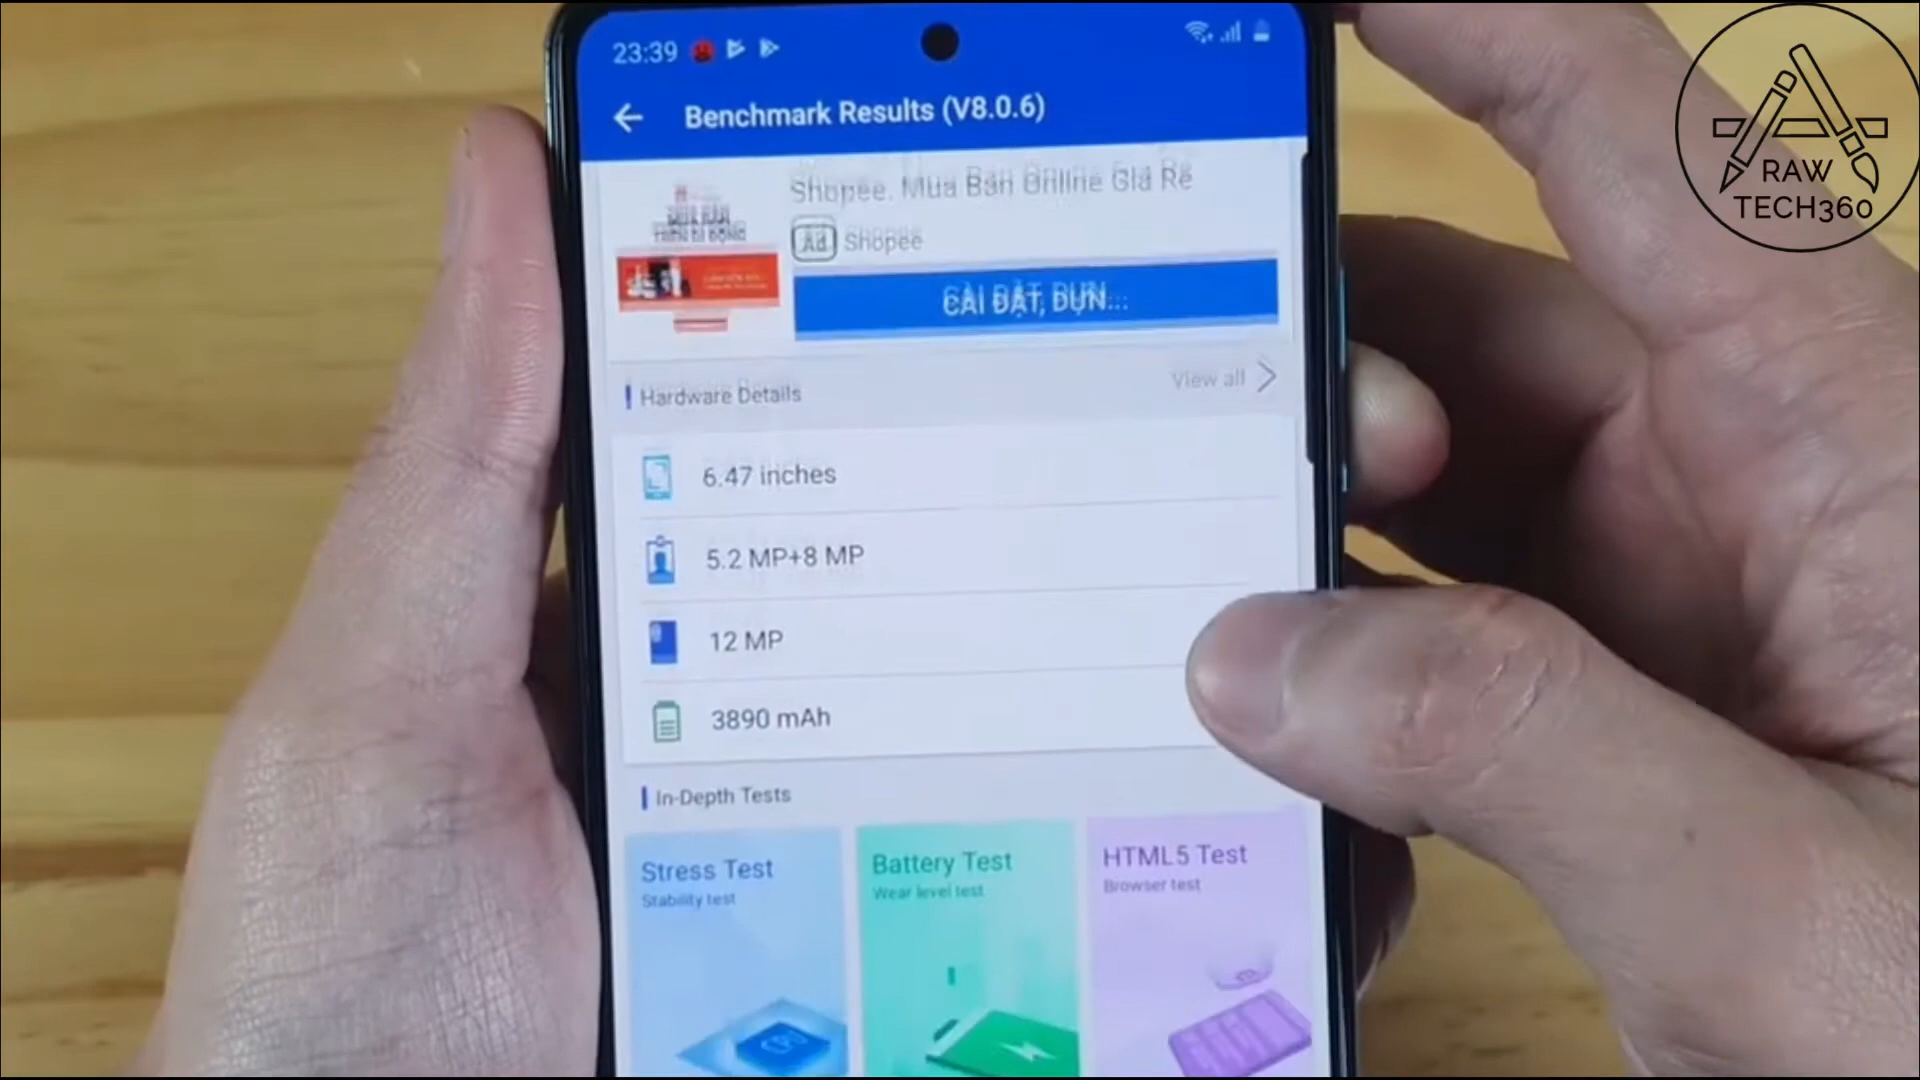 23:39
Benchmark Results (V8.0.6)
Shopee. Mua Bán Online Giá Rẻ
Ad Shopee
CÀI ĐẶT, DỤN...
Hardware Details
View all
6.47 inches
5.2 MP+8 MP
12 MP
3890 mAh
In-Depth Tests
Stress Test
Stability test
Battery Test
Wear level test
HTML5 Test
Browser test
RAW
TECH360